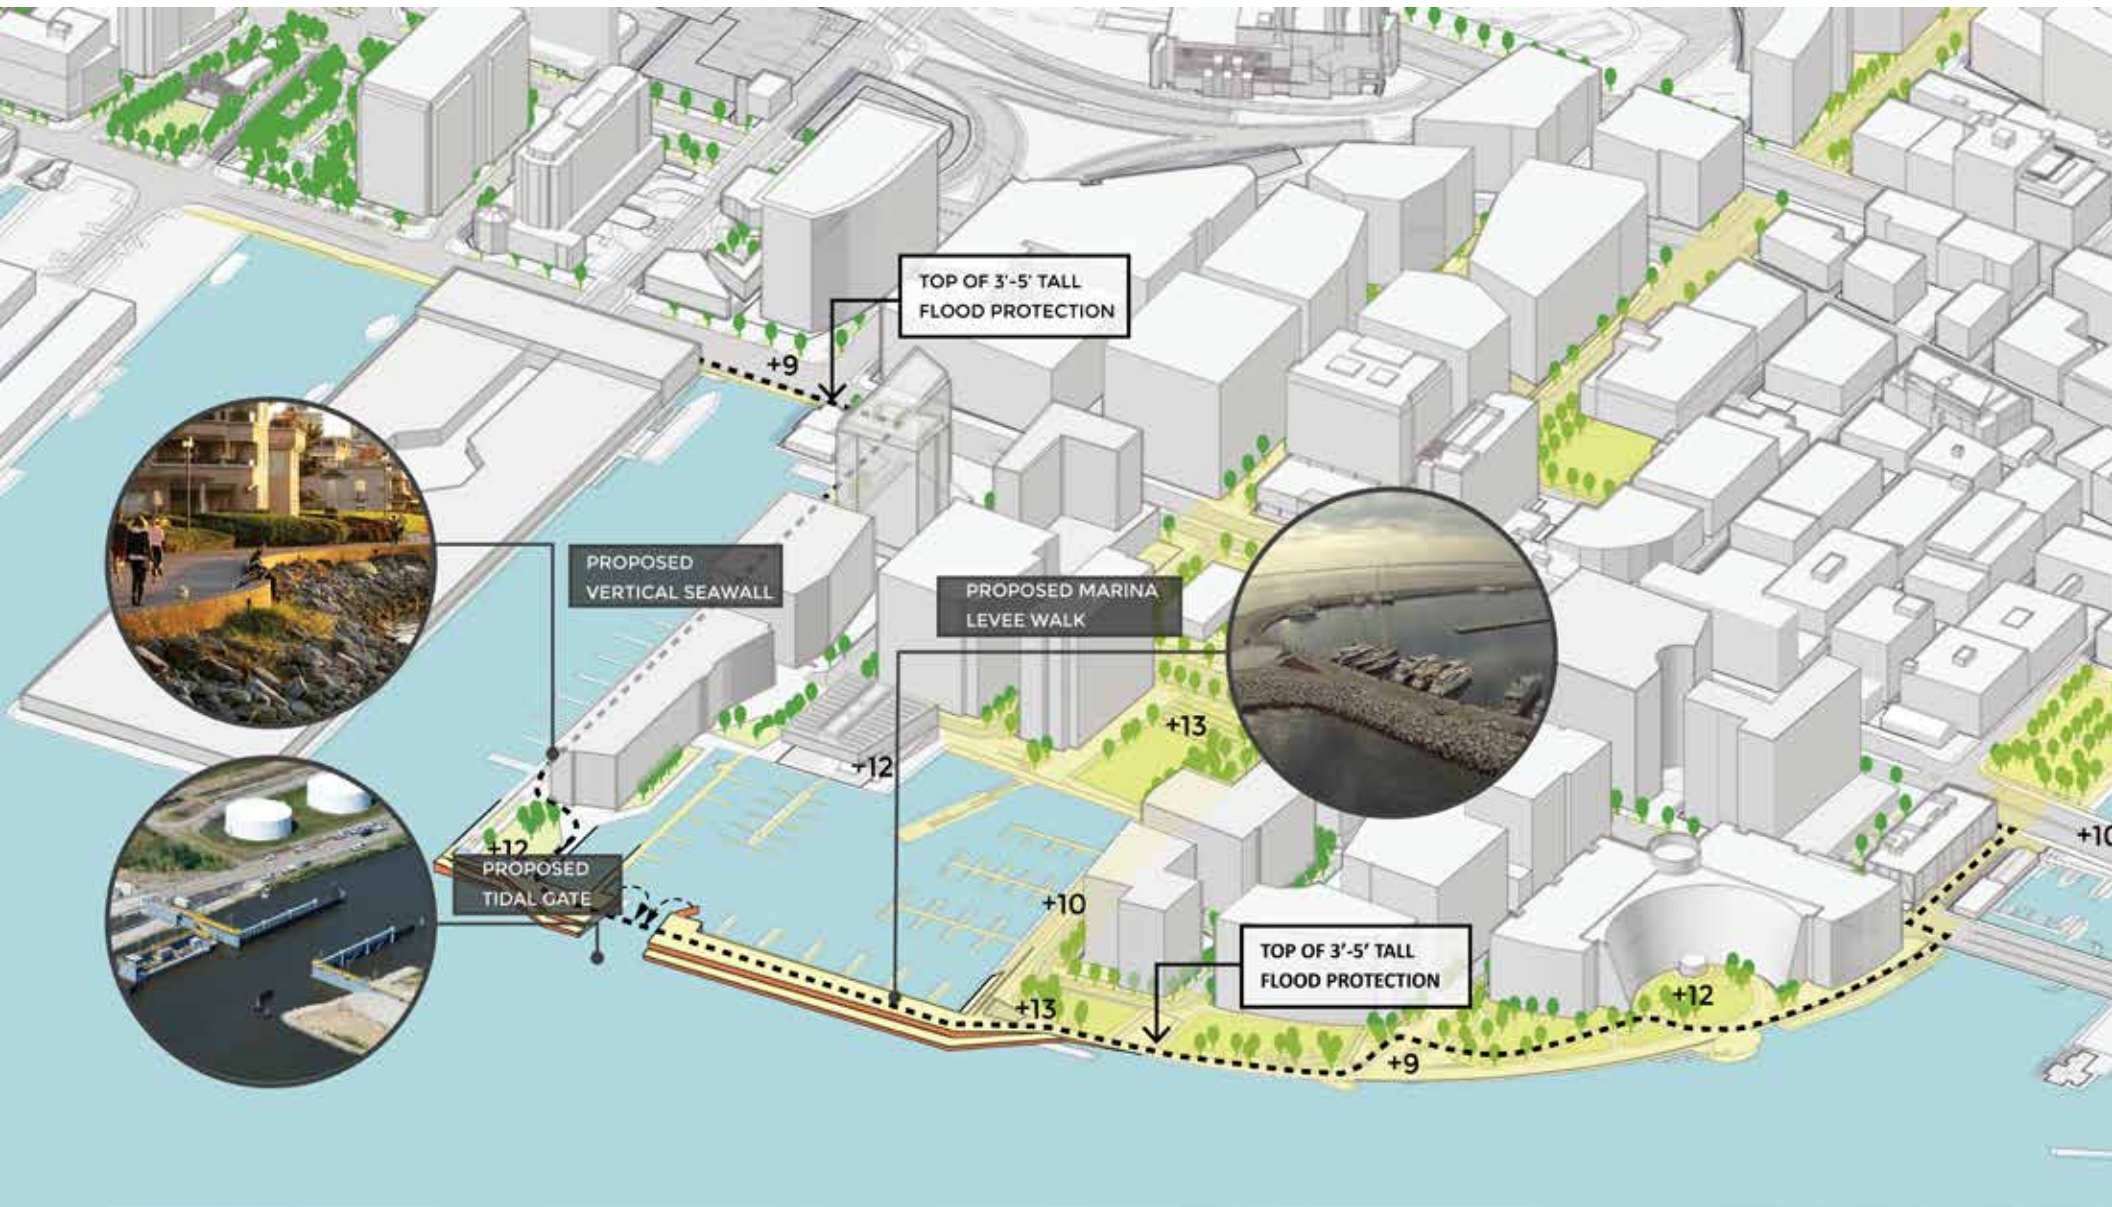 TOP OF 3'-5' TALL
FLOOD PROTECTION
+9
PROPOSED
VERTICAL SEAWALL
PROPOSED MARINA
LEVEE WALK
+13
+12
+10
+12
PROPOSED
TIDAL GATE
+10
TOP OF 3'-5' TALL
FLOOD PROTECTION
+12
+13
+9